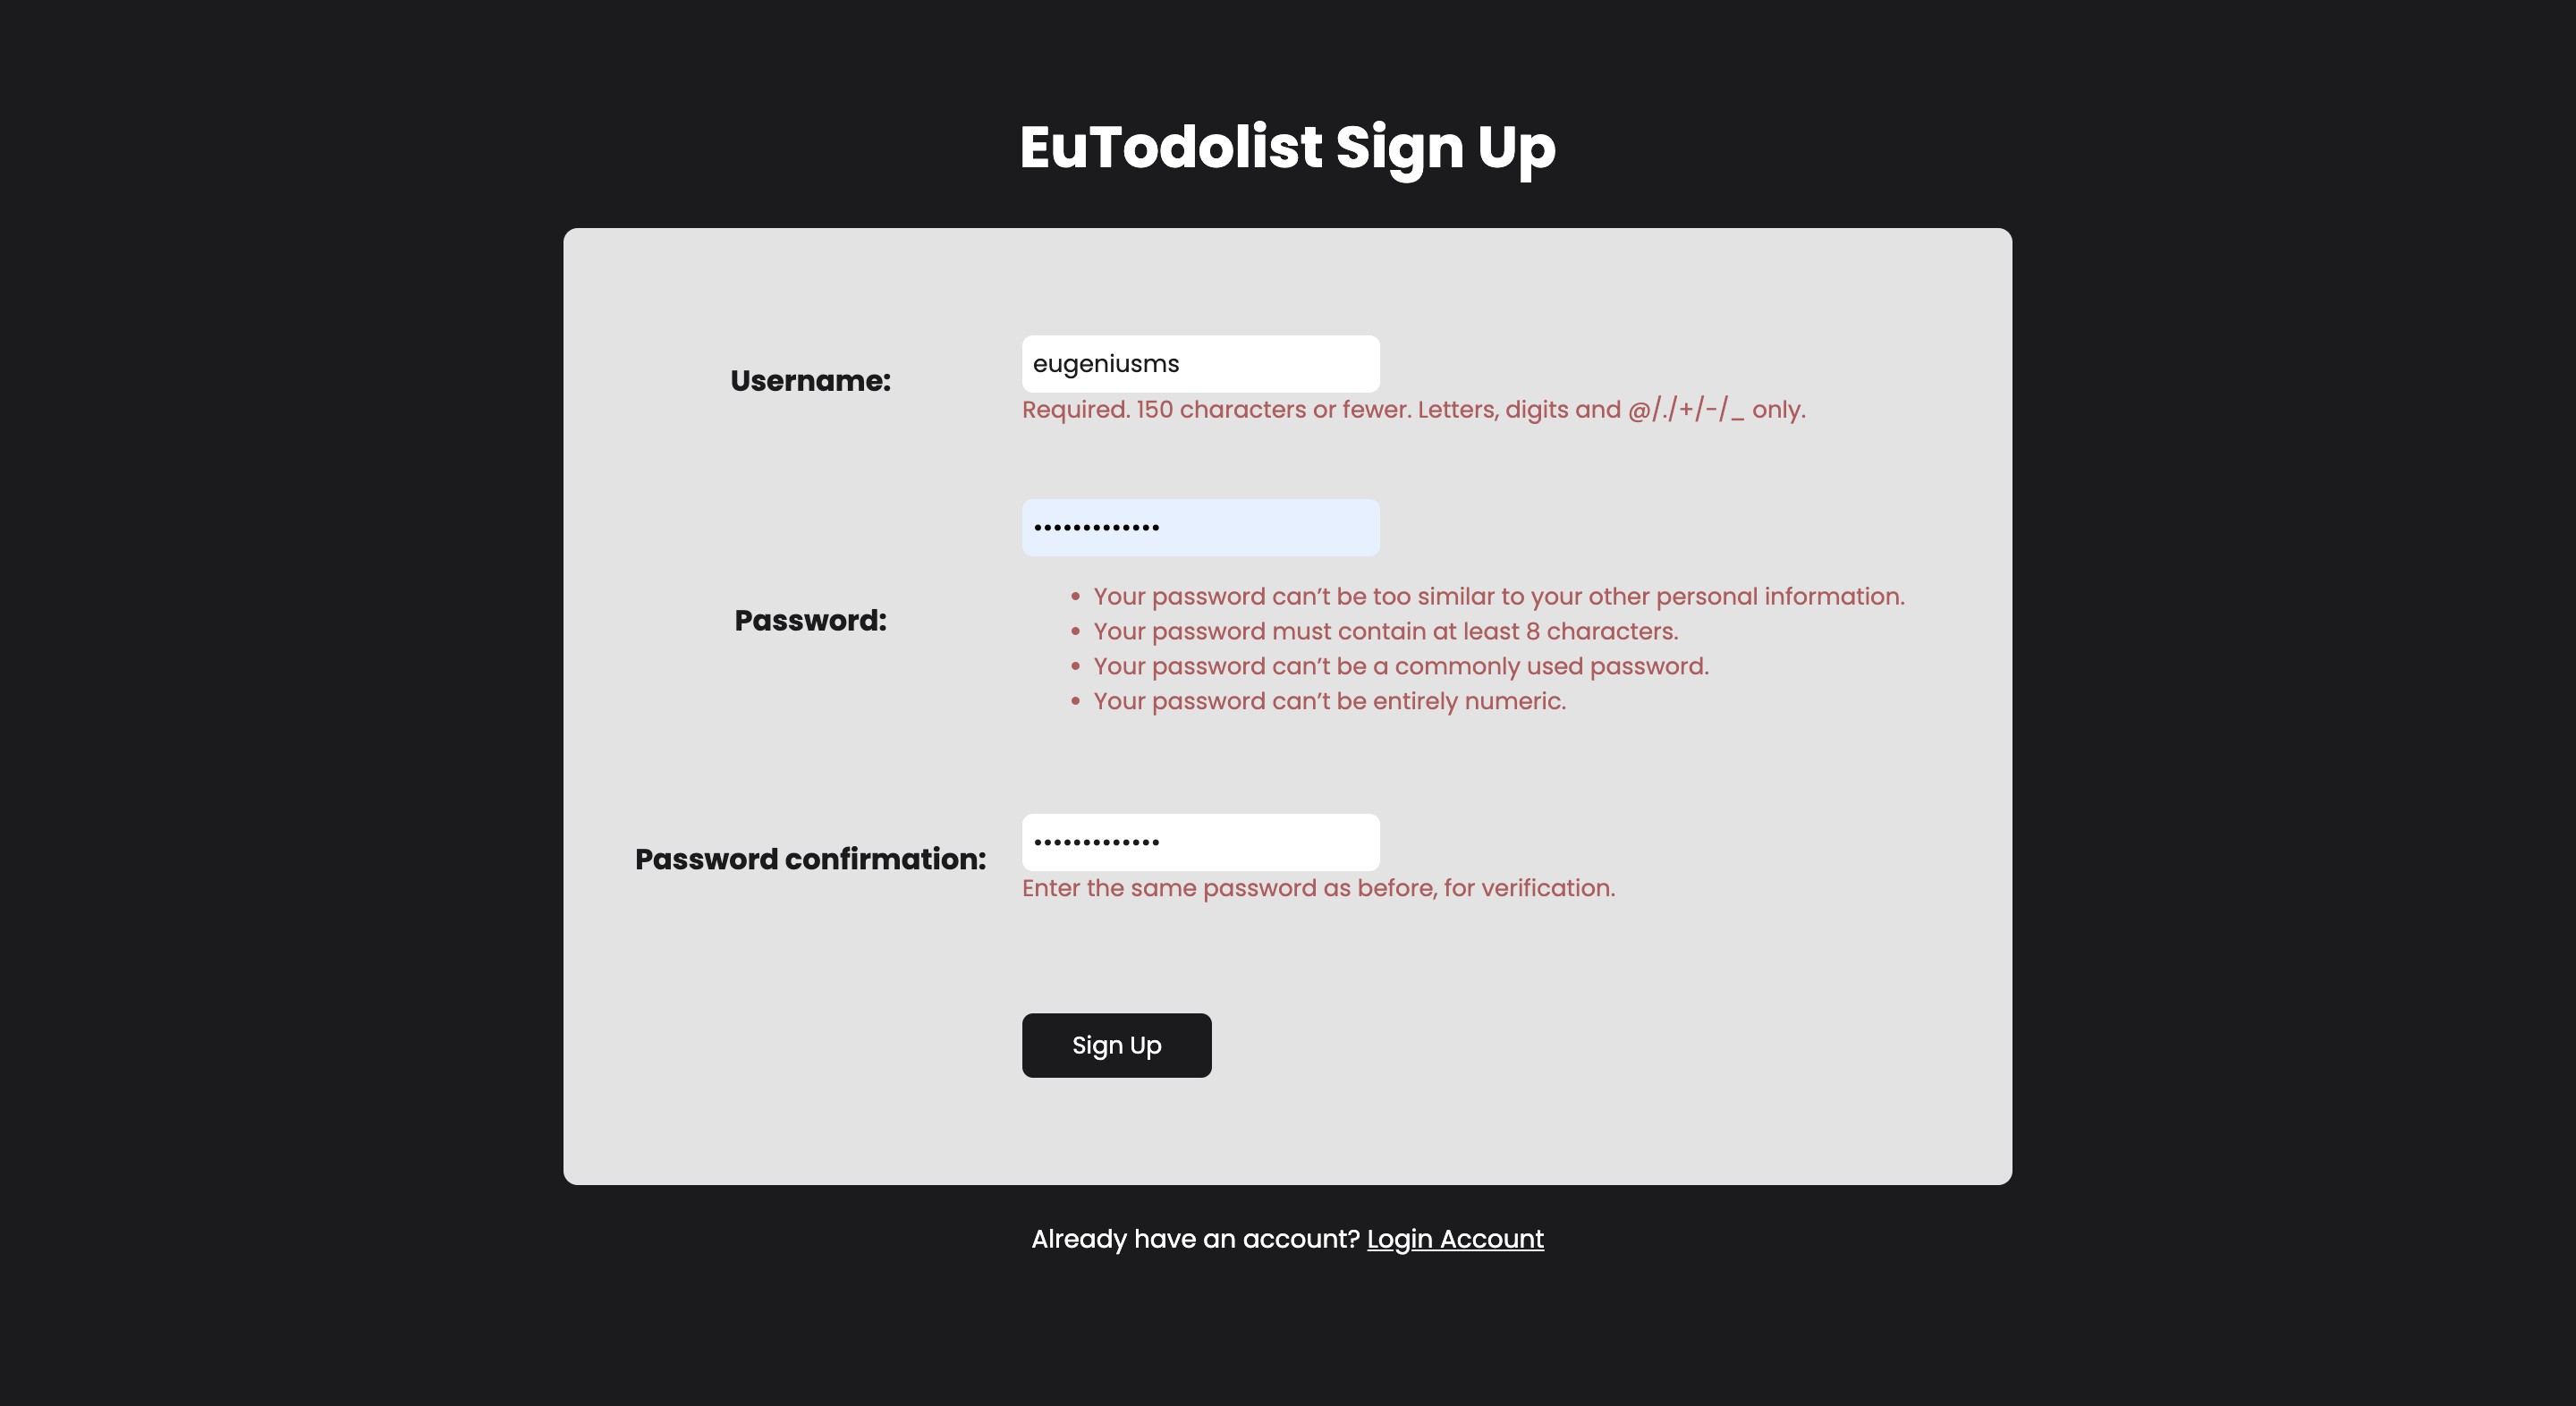 EuTodolist Sign Up
Username:
eugeniusms
Required. 150 characters or fewer. Letters, digits and @/./+/-/_ only.
Password:
•••••••••••••
• Your password can’t be too similar to your other personal information.
• Your password must contain at least 8 characters.
• Your password can’t be a commonly used password.
• Your password can’t be entirely numeric.
Password confirmation:
•••••••••••••
Enter the same password as before, for verification.
Sign Up
Already have an account? Login Account